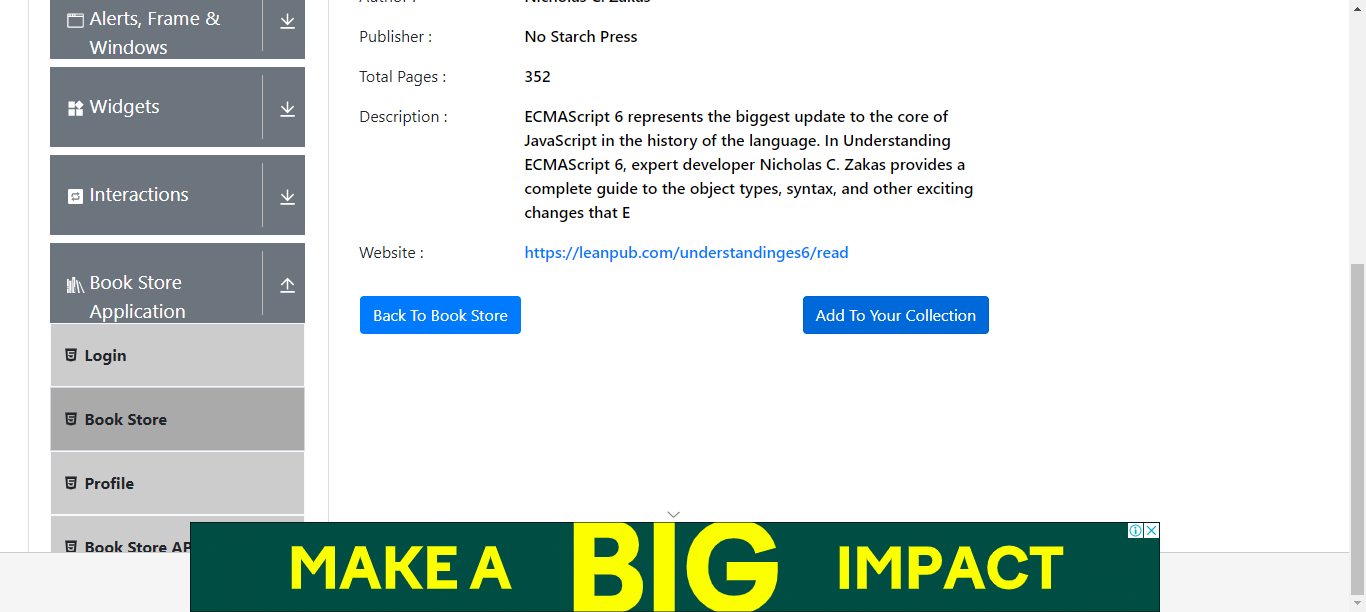 Alerts, Frame &
Windows
Widgets
Interactions
Book Store
Application
Login
Book Store
Profile
Book Store AP
Nicholas C. Zakas
Publisher : No Starch Press
Total Pages : 352
Description : ECMAScript 6 represents the biggest update to the core of
JavaScript in the history of the language. In Understanding
ECMAScript 6, expert developer Nicholas C. Zakas provides a
complete guide to the object types, syntax, and other exciting
changes that E
Website : https://leanpub.com/understandinges6/read
Back To Book Store
Add To Your Collection
MAKE A BIG IMPACT